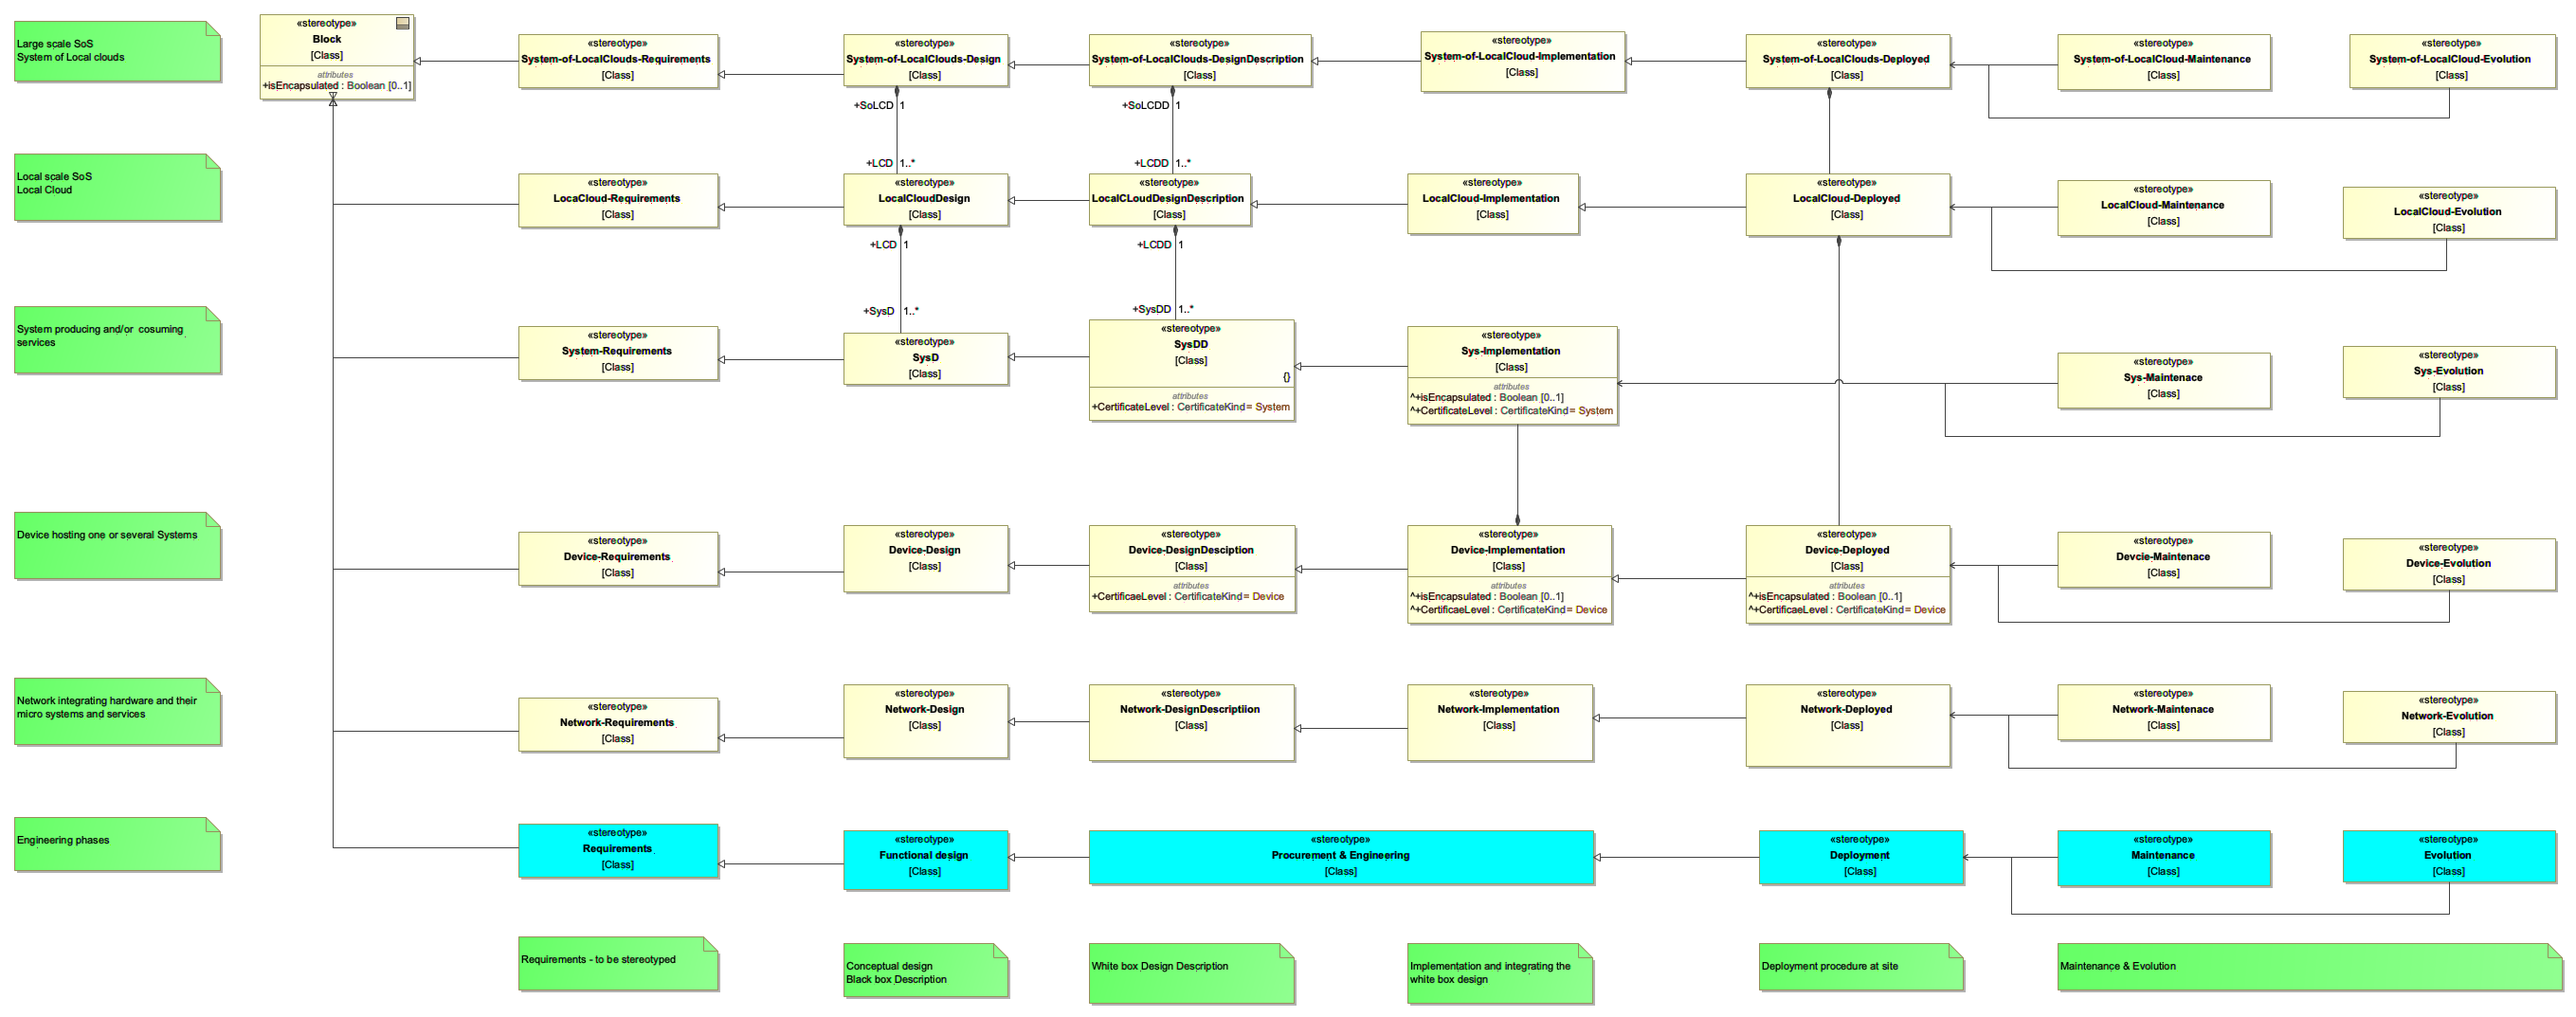 Large scale SoS
System of Local clouds
«stereotype»
Block
[Class]
attributes
+isEncapsulated : Boolean [0..1]
«stereotype»
System-of-LocalClouds-Requirements
[Class]
«stereotype»
System-of-LocalClouds-Design
[Class]
«stereotype»
System-of-LocalClouds-DesignDescription
[Class]
«stereotype»
System-of-LocalCloud-Implementation
[Class]
«stereotype»
System-of-LocalClouds-Deployed
[Class]
«stereotype»
System-of-LocalCloud-Maintenance
[Class]
«stereotype»
System-of-LocalCloud-Evolution
[Class]
+SoLCD 1
+SoLCDD 1
+LCD 1..*
+LCDD 1..*
Local scale SoS
Local Cloud
«stereotype»
LocaCloud-Requirements
[Class]
«stereotype»
LocalCloudDesign
[Class]
«stereotype»
LocalCLoudDesignDescription
[Class]
«stereotype»
LocalCloud-Implementation
[Class]
«stereotype»
LocalCloud-Deployed
[Class]
«stereotype»
LocalCloud-Maintenance
[Class]
«stereotype»
LocalCloud-Evolution
[Class]
+LCD 1
+LCDD 1
+SysD 1..*
+SysDD 1..*
System producing and/or cosuming
services
«stereotype»
System-Requirements
[Class]
«stereotype»
SysD
[Class]
«stereotype»
SysDD
[Class]
{}
attributes
+CertificateLevel : CertificateKind= System
«stereotype»
Sys-Implementation
[Class]
attributes
^+isEncapsulated : Boolean [0..1]
^+CertificateLevel : CertificateKind= System
«stereotype»
Sys-Maintenace
[Class]
«stereotype»
Sys-Evolution
[Class]
Device hosting one or several Systems
«stereotype»
Device-Requirements
[Class]
«stereotype»
Device-Design
[Class]
«stereotype»
Device-DesignDesciption
[Class]
attributes
+CertificaeLevel : CertificateKind= Device
«stereotype»
Device-Implementation
[Class]
attributes
^+isEncapsulated : Boolean [0..1]
^+CertificaeLevel : CertificateKind= Device
«stereotype»
Device-Deployed
[Class]
attributes
^+isEncapsulated : Boolean [0..1]
^+CertificaeLevel : CertificateKind= Device
«stereotype»
Devcie-Maintenace
[Class]
«stereotype»
Device-Evolution
[Class]
Network integrating hardware and their
micro systems and services
«stereotype»
Network-Requirements
[Class]
«stereotype»
Network-Design
[Class]
«stereotype»
Network-DesignDescriptiion
[Class]
«stereotype»
Network-Implementation
[Class]
«stereotype»
Network-Deployed
[Class]
«stereotype»
Network-Maintenace
[Class]
«stereotype»
Network-Evolution
[Class]
Engineering phases
«stereotype»
Requirements
[Class]
«stereotype»
Functional design
[Class]
«stereotype»
Procurement & Engineering
[Class]
«stereotype»
Deployment
[Class]
«stereotype»
Maintenance
[Class]
«stereotype»
Evolution
[Class]
Requirements - to be stereotyped
Conceptual design
Black box Description
White box Design Description
Implementation and integrating the
white box design
Deployment procedure at site
Maintenance & Evolution